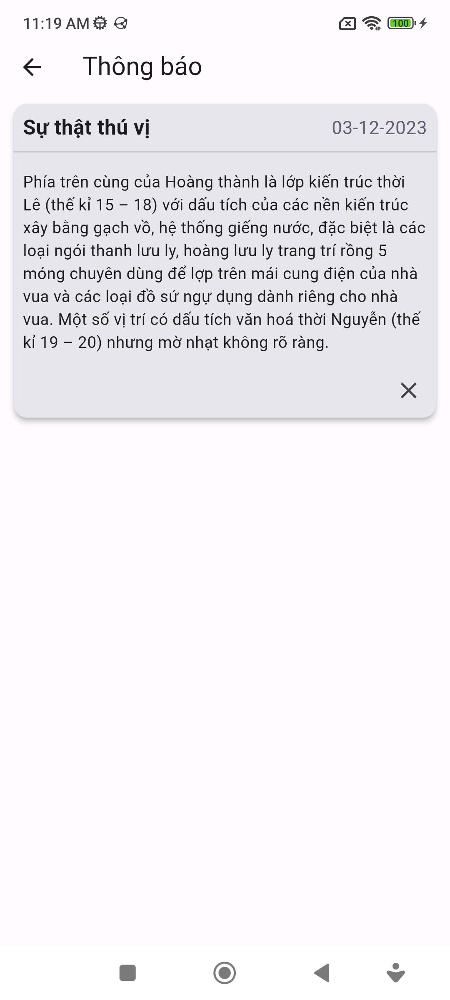 11:19 AM
100
Thông báo
Sự thật thú vị
03-12-2023
Phía trên cùng của Hoàng thành là lớp kiến trúc thời
Lê (thế kỉ 15 – 18) với dấu tích của các nền kiến trúc
xây bằng gạch vồ, hệ thống giếng nước, đặc biệt là các
loại ngói thanh lưu ly, hoàng lưu ly trang trí rồng 5
móng chuyên dùng để lợp trên mái cung điện của nhà
vua và các loại đồ sứ ngự dụng dành riêng cho nhà
vua. Một số vị trí có dấu tích văn hoá thời Nguyễn (thế
kỉ 19 – 20) nhưng mờ nhạt không rõ ràng.